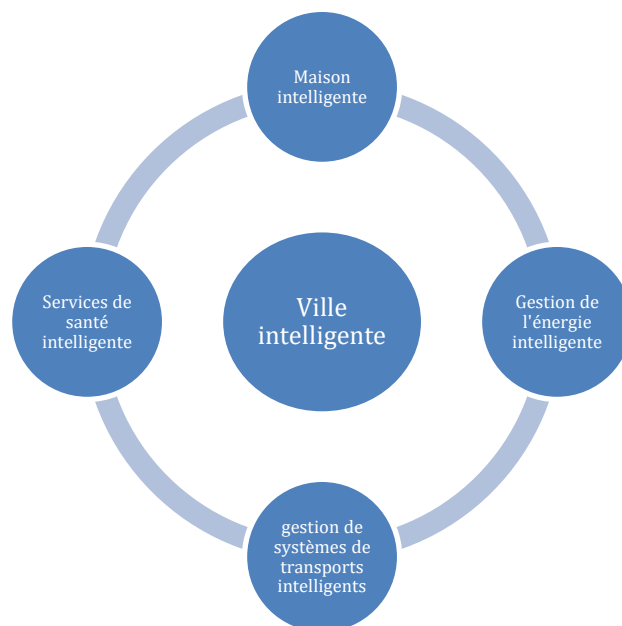 Maison
intelligente
Services de
santé
intelligente
Ville
intelligente
Gestion de
l'énergie
intelligente
gestion de
systèmes de
transports
intelligents